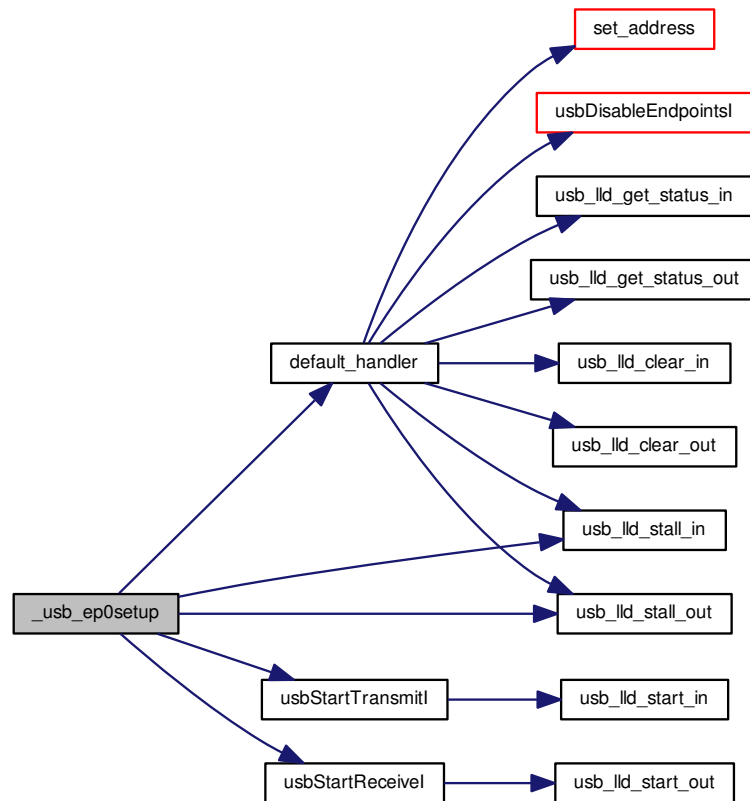 set_address
usbDisableEndpointsI
usb_lld_get_status_in
usb_lld_get_status_out
default_handler
usb_lld_clear_in
usb_lld_clear_out
usb_lld_stall_in
_usb_ep0setup
usb_lld_stall_out
usbStartTransmitI
usb_lld_start_in
usbStartReceiveI
usb_lld_start_out